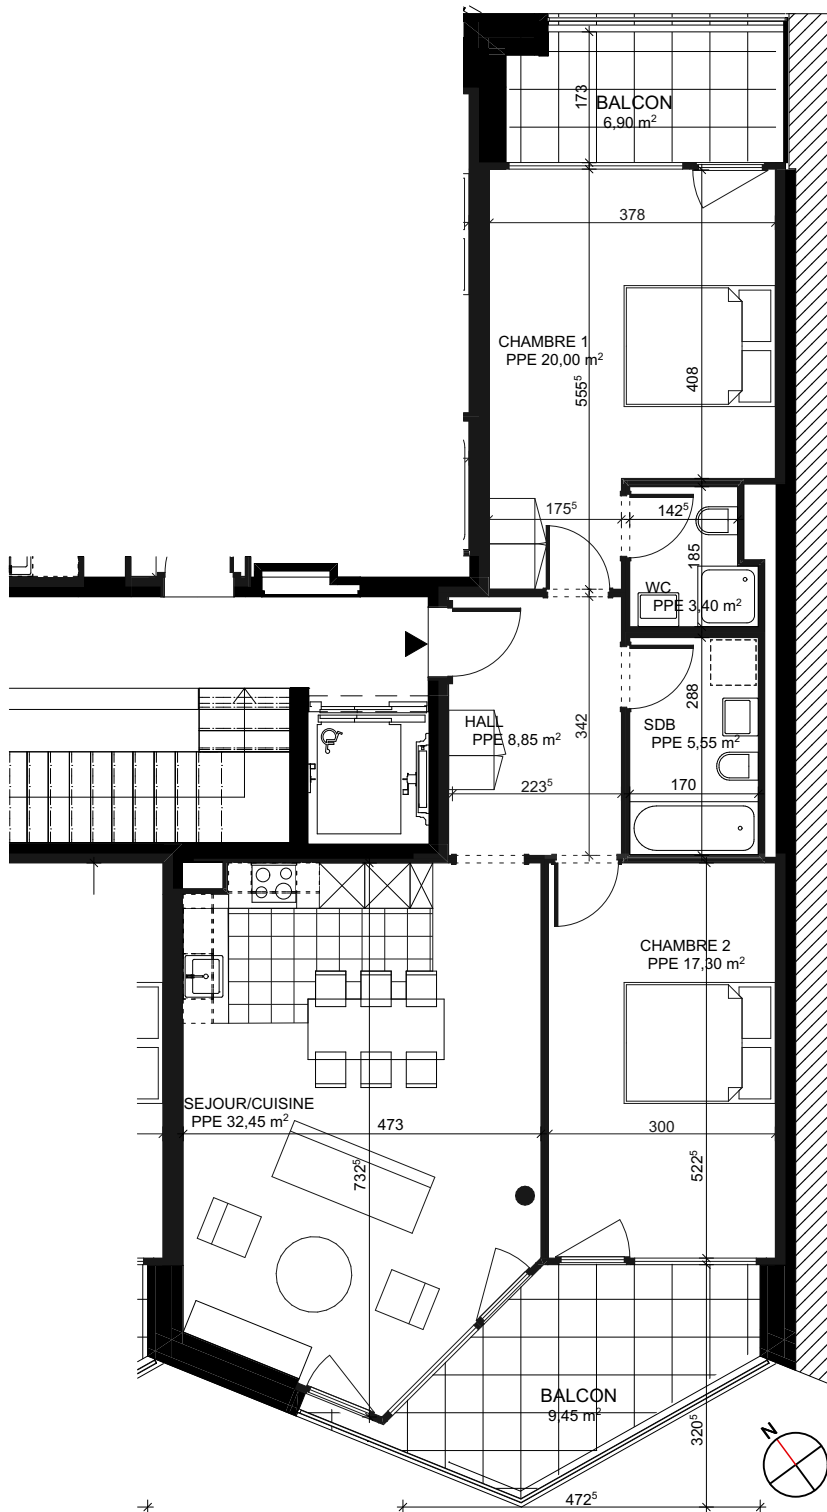 BALCON
6,90 m²
173
378
CHAMBRE 1
PPE 20,00 m²
555⁵
408
175⁵
142⁵
185
WC
PPE 3,40 m²
HALL
PPE 8,85 m²
342
288
SDB
PPE 5,55 m²
223⁵
170
CHAMBRE 2
PPE 17,30 m²
SEJOUR/CUISINE
PPE 32,45 m²
473
300
732⁵
522⁵
BALCON
9,45 m²
320⁵
N
472⁵